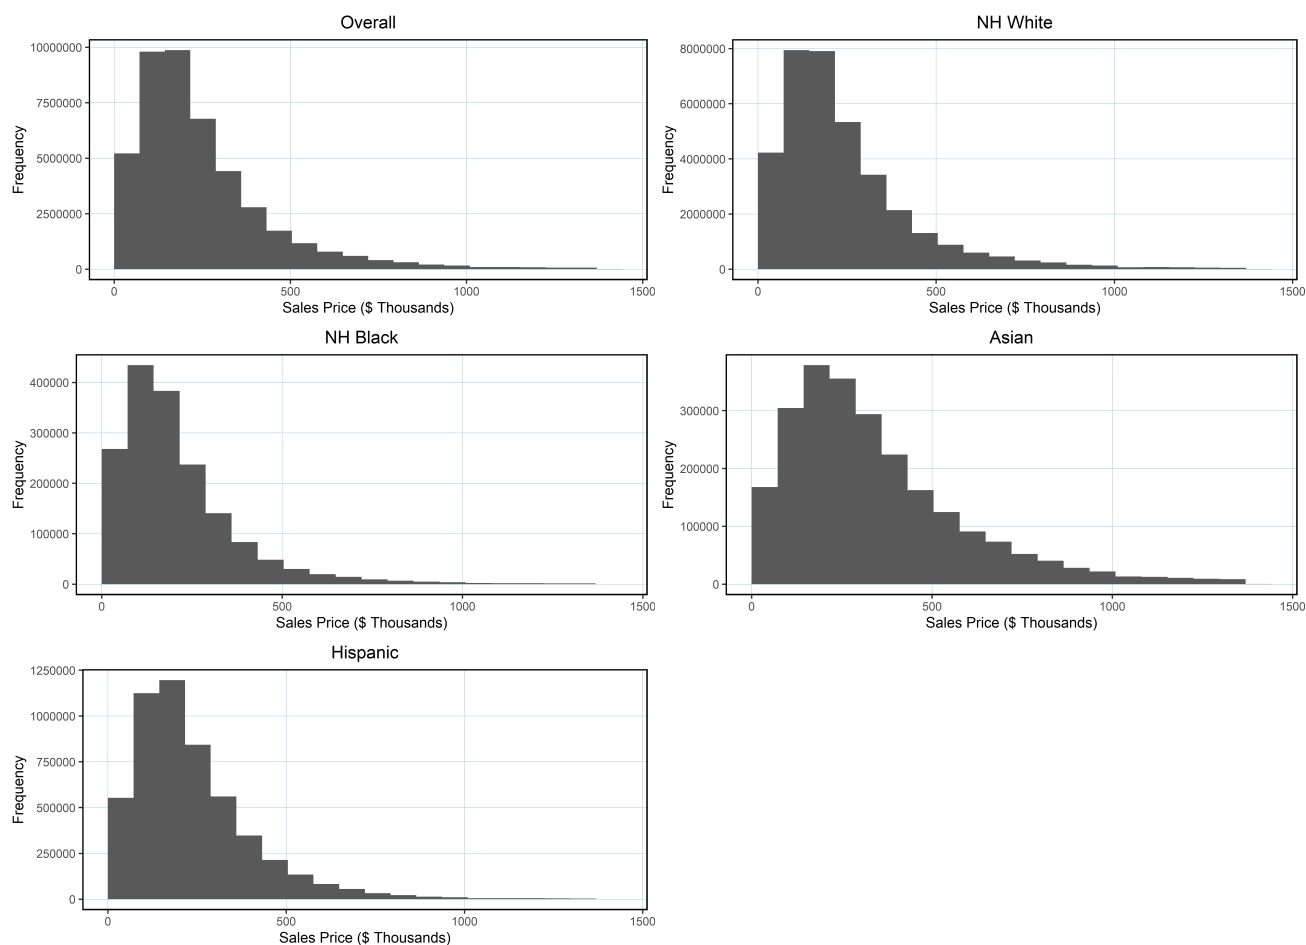 Overall
10000000
7500000
5000000
2500000
0
Frequency
0 500 1000 1500
Sales Price ($ Thousands)
NH White
8000000
6000000
4000000
2000000
0
Frequency
0 500 1000 1500
Sales Price ($ Thousands)
NH Black
400000
300000
200000
100000
0
Frequency
0 500 1000 1500
Sales Price ($ Thousands)
Asian
300000
200000
100000
0
Frequency
0 500 1000 1500
Sales Price ($ Thousands)
Hispanic
1250000
1000000
750000
500000
250000
0
Frequency
0 500 1000 1500
Sales Price ($ Thousands)